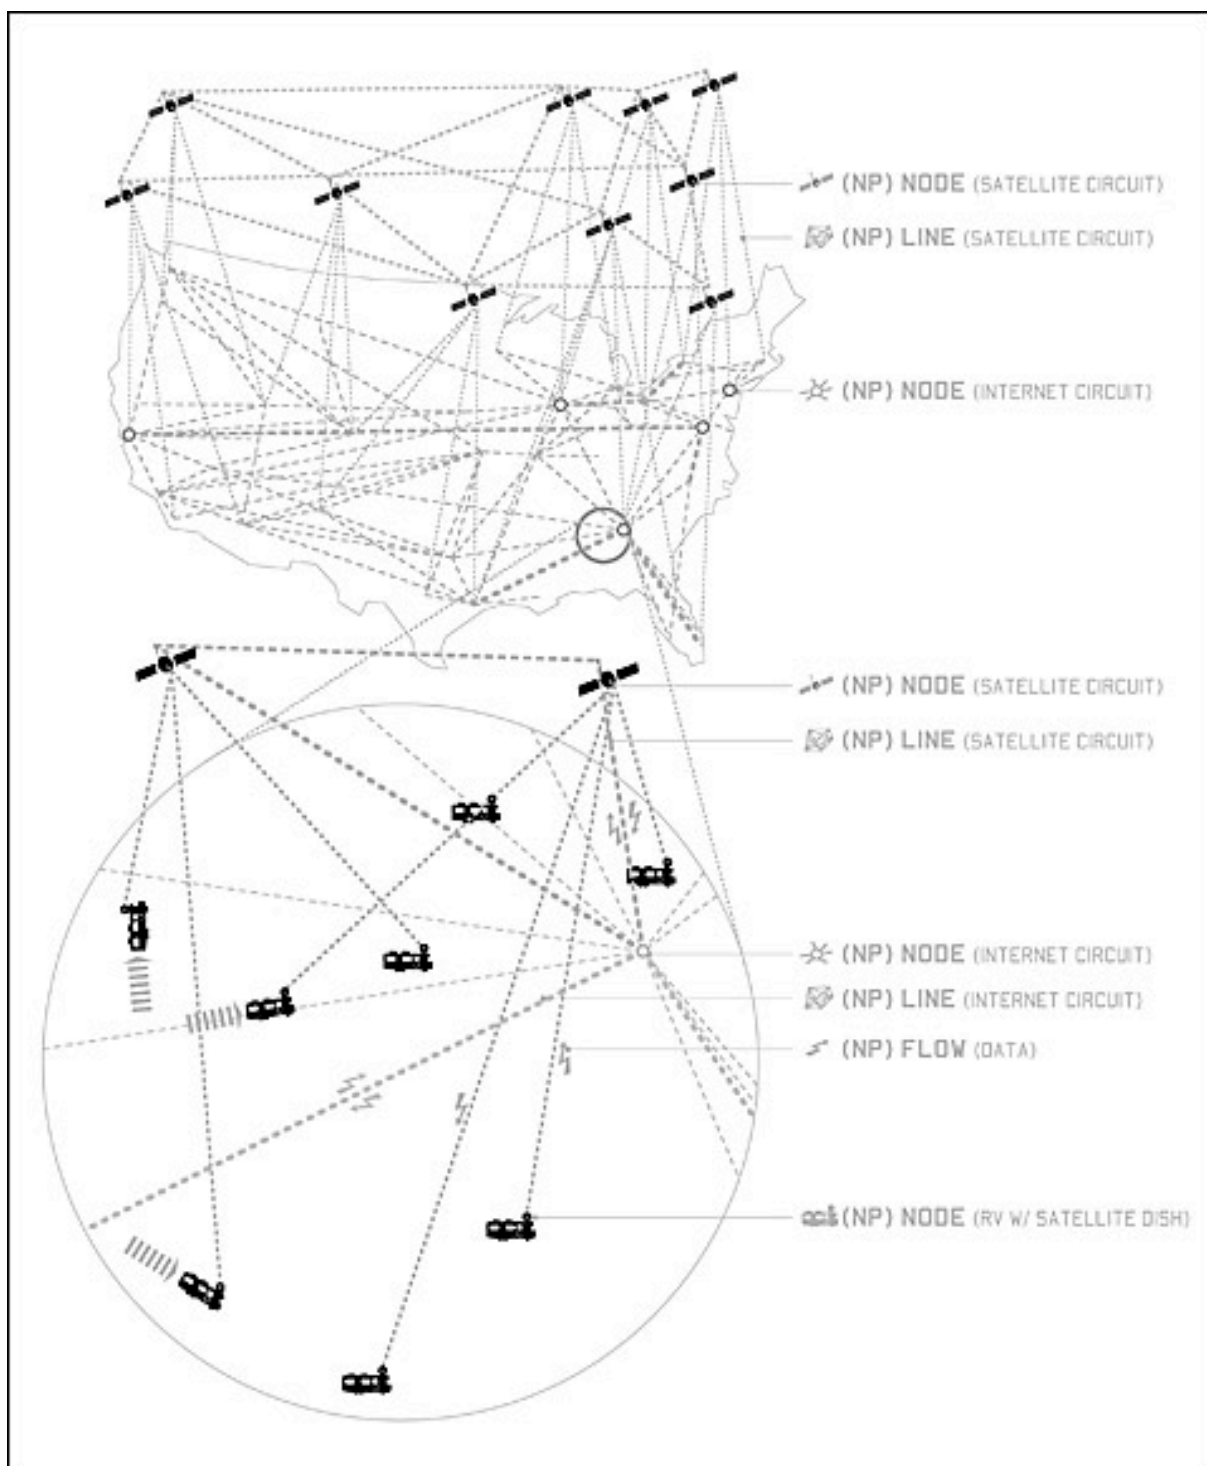 (NP) NODE (SATELLITE CIRCUIT)
(NP) LINE (SATELLITE CIRCUIT)
(NP) NODE (INTERNET CIRCUIT)
(NP) NODE (SATELLITE CIRCUIT)
(NP) LINE (SATELLITE CIRCUIT)
(NP) NODE (INTERNET CIRCUIT)
(NP) LINE (INTERNET CIRCUIT)
(NP) FLOW (DATA)
(NP) NODE (RV W/ SATELLITE DISH)